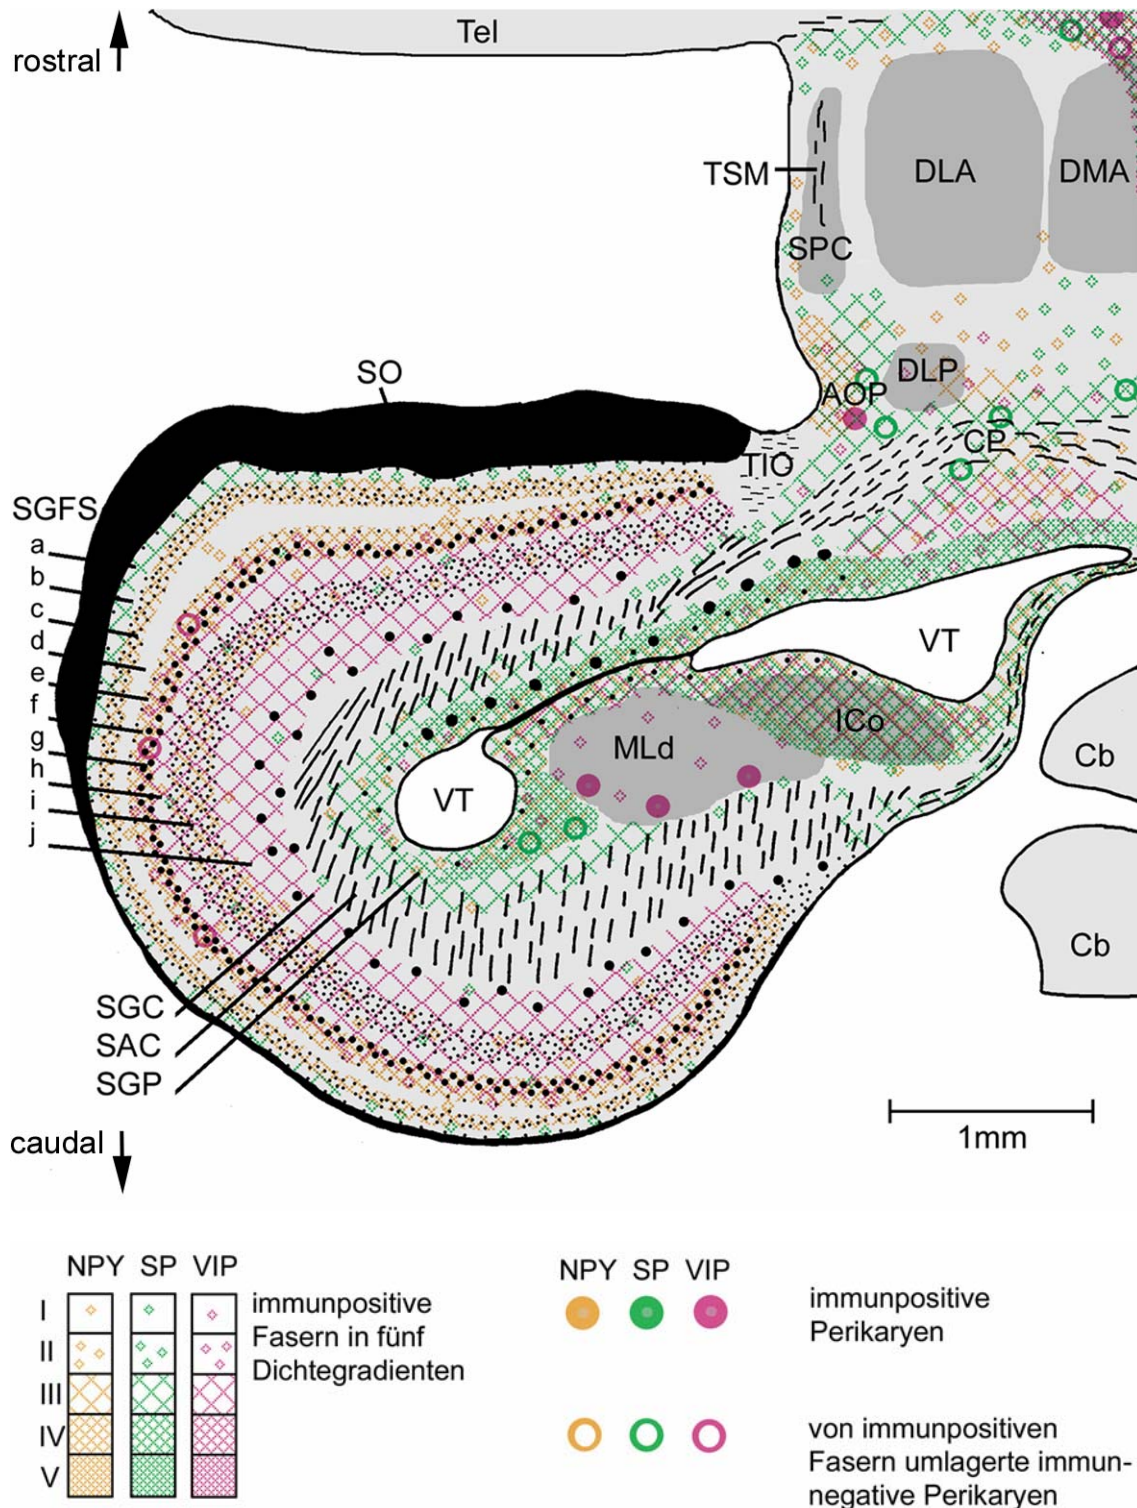 Tel
rostral
TSM
DLA
DMA
SPC
SO
DLP
AOP
CP
TIO
SGFS
a
b
c
d
e
f
g
h
i
j
VT
ICo
MLd
Cb
VT
Cb
SGC
SAC
SGP
caudal
1mm
NPY SP VIP
I
II
III
IV
V
immunpositive
Fasern in fünf
Dichtegradienten
NPY SP VIP
immunpositive
Perikaryen
von immunpositiven
Fasern umlagerte immun-
negative Perikaryen